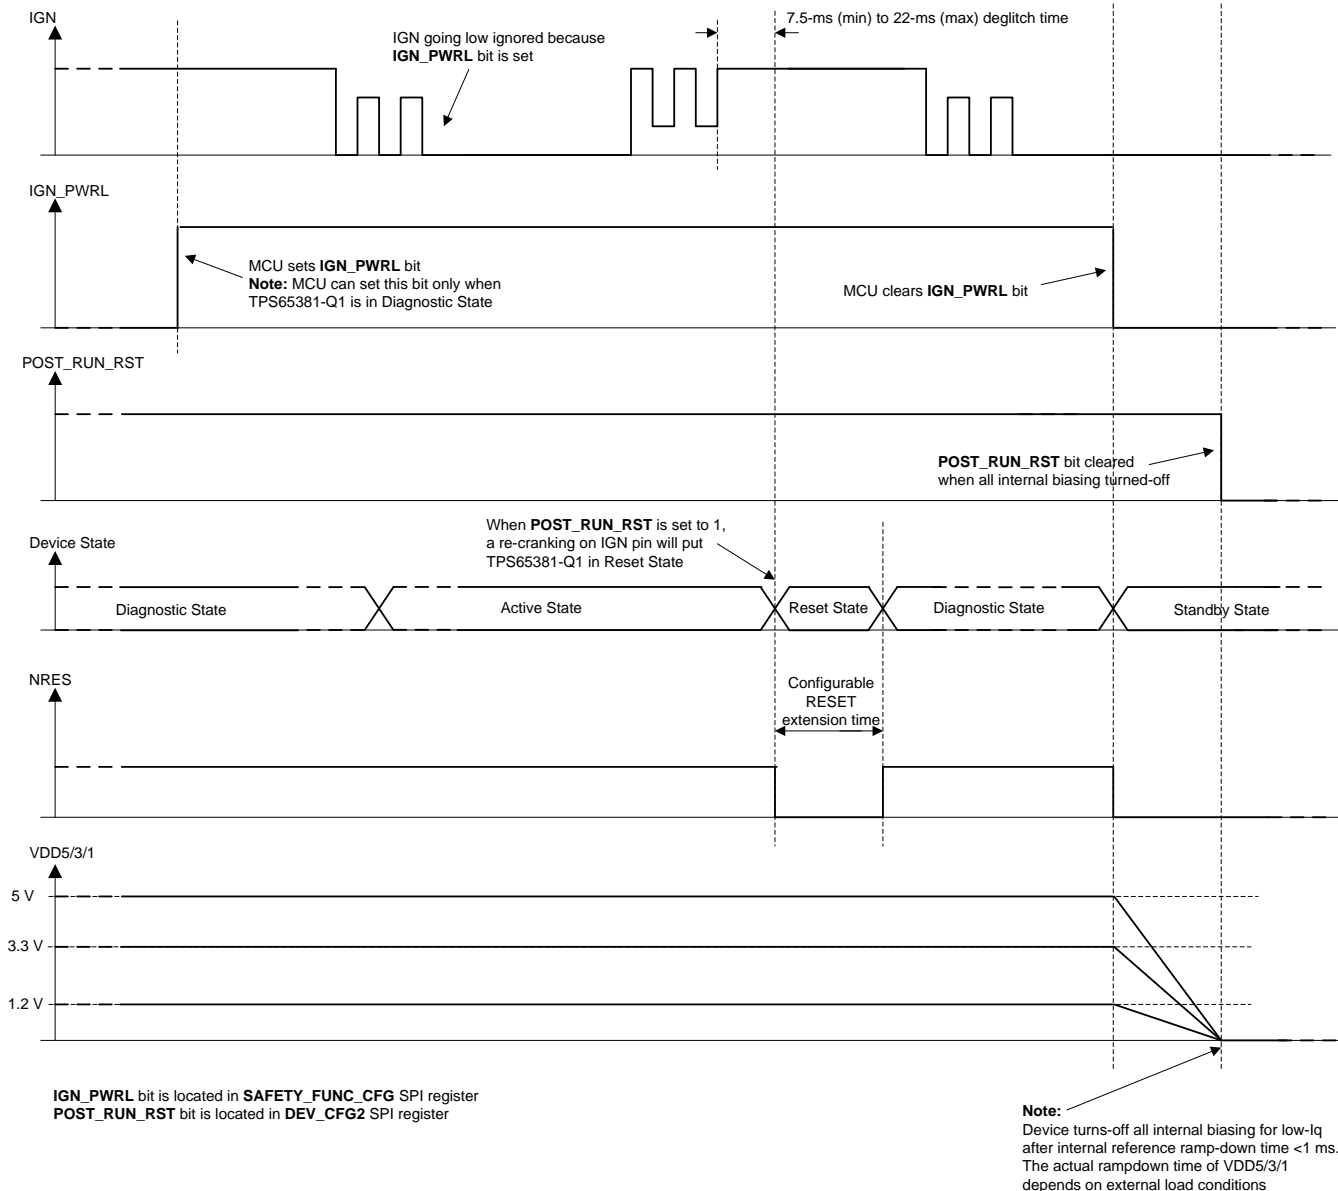 IGN
7.5-ms (min) to 22-ms (max) deglitch time
IGN going low ignored because
IGN_PWRL bit is set
IGN_PWRL
MCU sets IGN_PWRL bit
Note: MCU can set this bit only when
TPS65381-Q1 is in Diagnostic State
MCU clears IGN_PWRL bit
POST_RUN_RST
POST_RUN_RST bit cleared
when all internal biasing turned-off
When POST_RUN_RST is set to 1,
a re-cranking on IGN pin will put
TPS65381-Q1 in Reset State
Device State
Diagnostic State
Active State
Reset State
Diagnostic State
Standby State
NRES
Configurable
RESET
extension time
VDD5/3/1
5 V
3.3 V
1.2 V
IGN_PWRL bit is located in SAFETY_FUNC_CFG SPI register
POST_RUN_RST bit is located in DEV_CFG2 SPI register
Note:
Device turns-off all internal biasing for low-Iq
after internal reference ramp-down time <1 ms.
The actual rampdown time of VDD5/3/1
depends on external load conditions